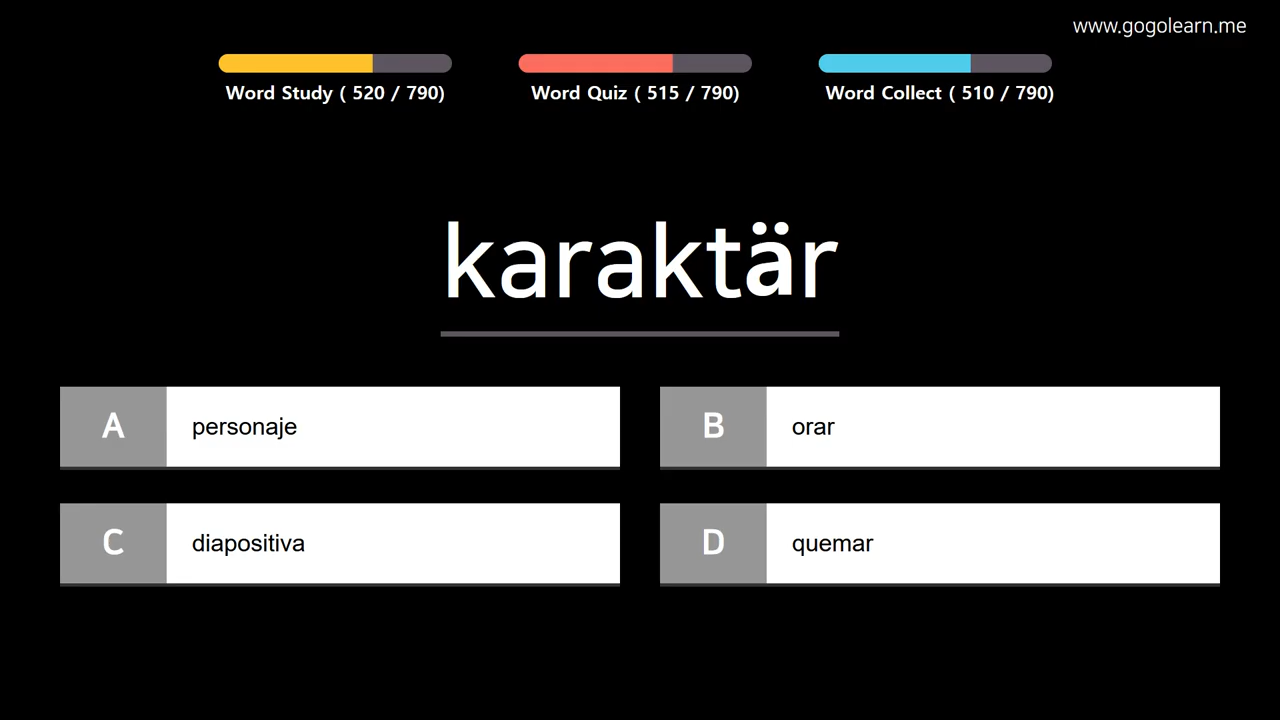 www.gogolearn.me
Word Study ( 520 / 790)
Word Quiz ( 515 / 790)
Word Collect ( 510 / 790)
karaktär
A personaje
B orar
C diapositiva
D quemar